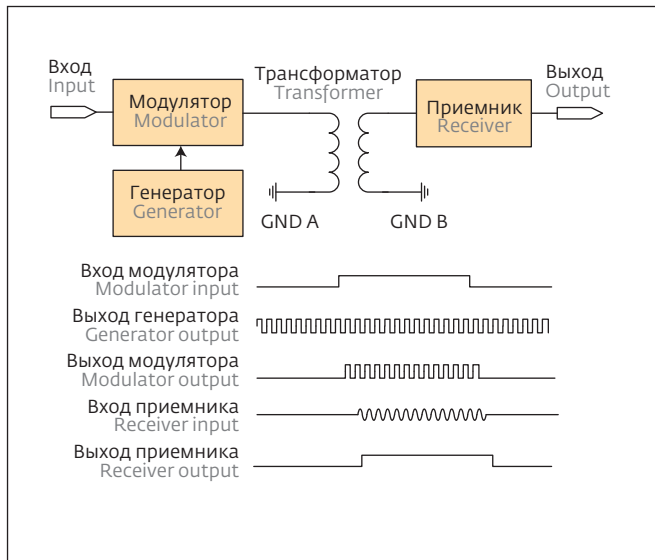 Вход
Input
Модулятор
Modulator
Генератор
Generator
Трансформатор
Transformer
GND A
GND B
Приемник
Receiver
Выход
Output
Вход модулятора
Modulator input
Выход генератора
Generator output
Выход модулятора
Modulator output
Вход приемника
Receiver input
Выход приемника
Receiver output